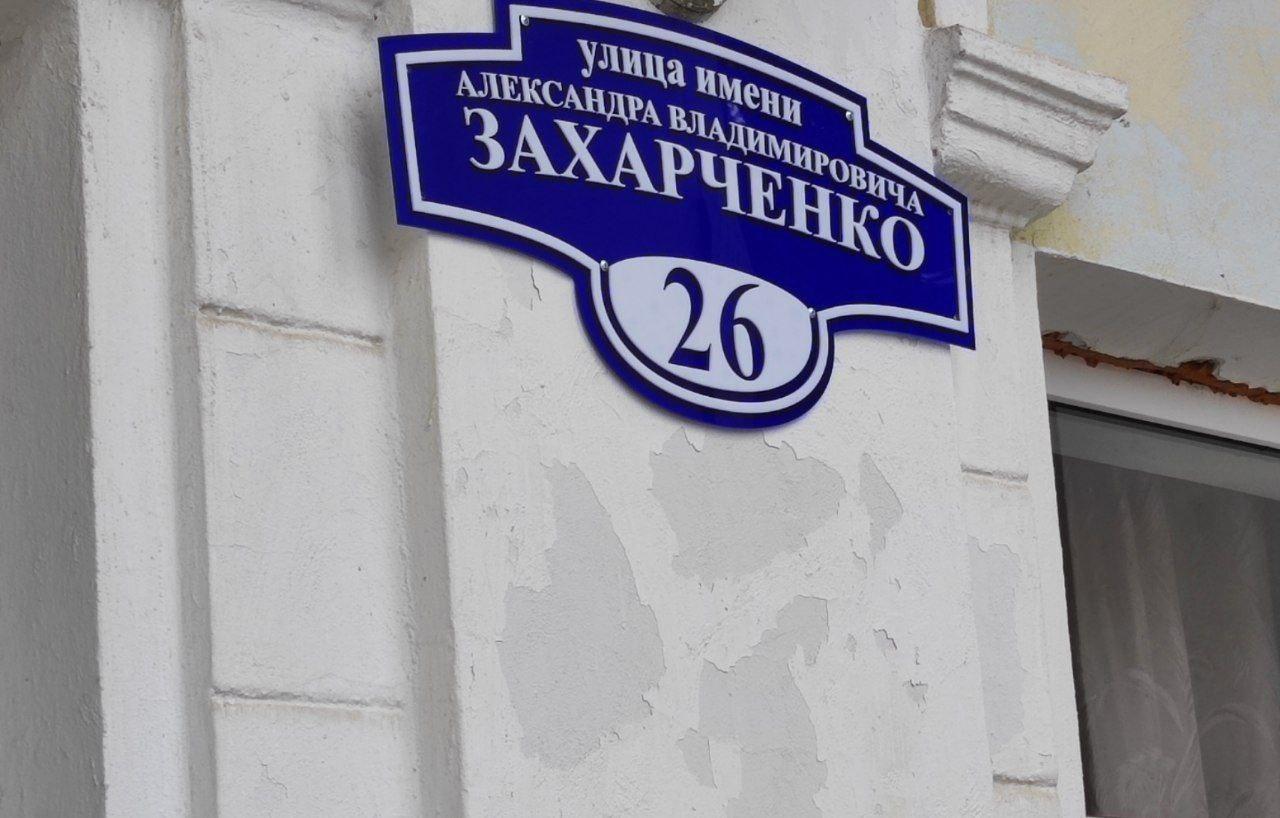 улица имени
АЛЕКСАНДРА ВЛАДИМИРОВИЧА
ЗАХАРЧЕНКО
26